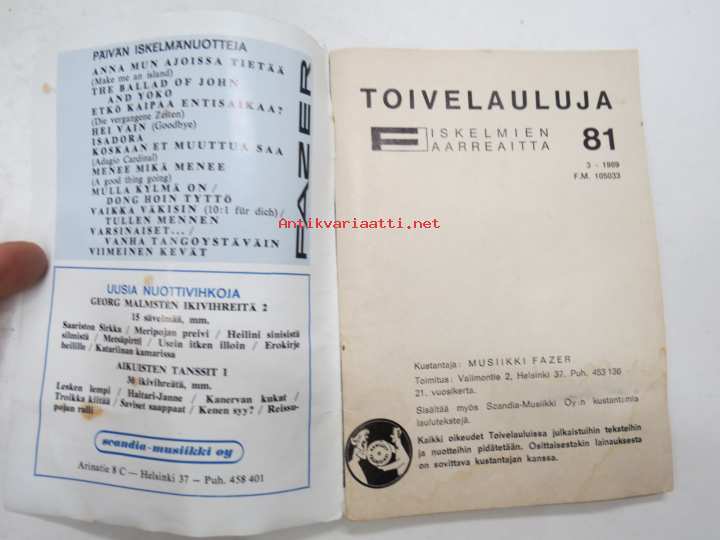 PÄIVÄN ISKELMÄNUOTTEJA
ANNA MUN AJOISSA TIETÄÄ
(Make me an island)
THE BALLAD OF JOHN
AND YOKO
ETKÖ KAIPAA ENTISAIKAA?
(Die vergangene Zeiten)
HEI VAIN (Goodbye)
ISADORA
KOSKAAN ET MUUTTUA SAA
(Adagio Cardinal)
MENEE MIKÄ MENEE
(A good thing going)
MULLA KYLMÄ ON /
DONG HOIN TYTTÖ
VAIKKA VÄKISIN (10:1 für dich) /
TULLEN MENNEN
VARSINAISET... /
VANHA TANGOYSTÄVÄIN
VIIMEINEN KEVÄT
FAZER
UUSIA NUOTTIVIHKOJA
GEORG MALMSTEN IKIVIHREITÄ 2
15 sävelmää, mm.
Saariston Sirkka / Meripojan preivi / Heilini sinisistä
silmistä / Metsäpirtti / Usein itken illoin / Erokirje
heilille / Katariinan kamarissa
AIKUISTEN TANSSIT I
30 ikivihreätä, mm.
Lesken lempi / Haitari-Janne / Kanervan kukat /
Troikka kiitää / Saviset saappaat / Kenen syy? / Reissu-
pojan ralli
scandia-musiikki oy
Arinatie 8 C — Helsinki 37 — Puh. 458 401
TOIVELAULUJA
F ISKELMIEN
AARREAITTA 81
3 - 1969
F.M. 105033
Antikvariaatti.net
Kustantaja: MUSIIKKI FAZER
Toimitus: Valimontie 2, Helsinki 37. Puh. 453 136
21. vuosikerta.
Sisältää myös Scandia-Musiikki Oy:n kustantamia
laulutekstejä.
Kaikki oikeudet Toivelauluissa julkaistuihin teksteihin
ja nuotteihin pidätetään. Osittaisestakin lainauksesta
on sovittava kustantajan kanssa.